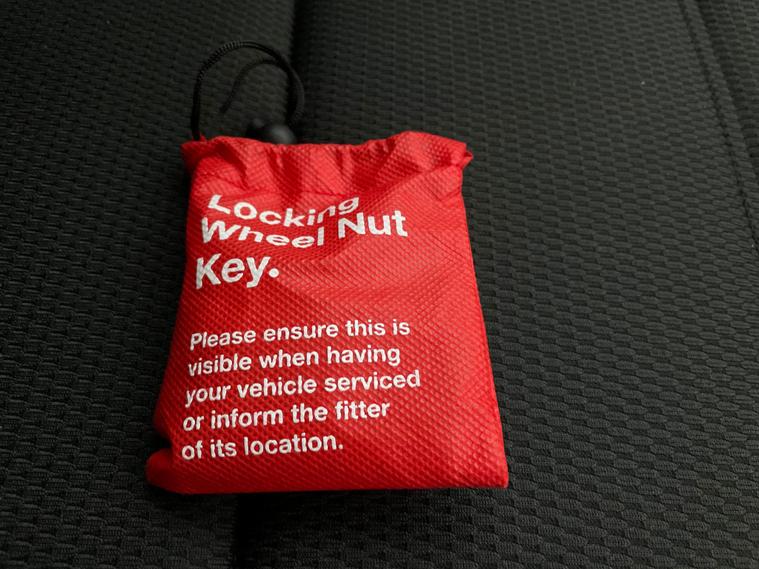 Locking
Wheel Nut
Key.
Please ensure this is
visible when having
your vehicle serviced
or inform the fitter
of its location.